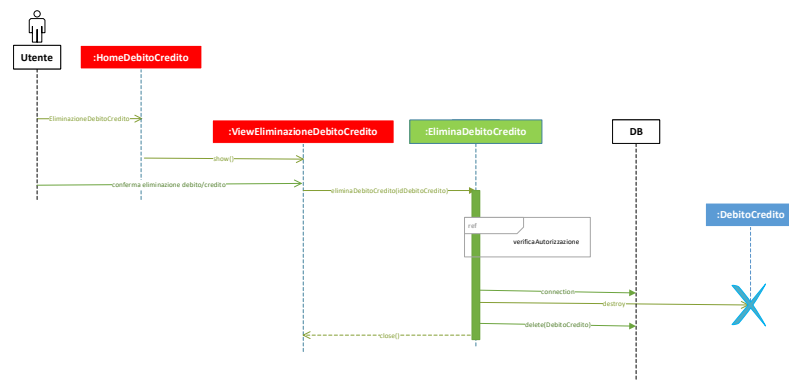 Utente
:HomeDebitoCredito
EliminazioneDebitoCredito
:ViewEliminazioneDebitoCredito
:EliminaDebitoCredito
DB
show()
conferma eliminazione debito/credito
eliminaDebitoCredito(idDebitoCredito)
:DebitoCredito
ref
verificaAutorizzazione
connection
destroy
delete(DebitoCredito)
close()